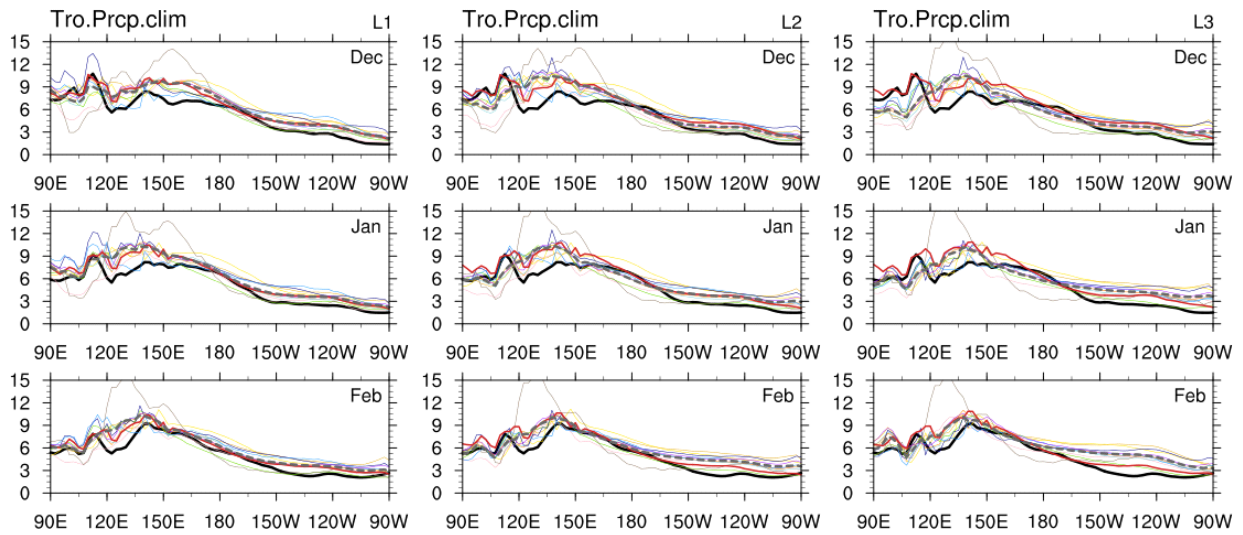 Tro.Prcp.clim L1 Tro.Prcp.clim L2 Tro.Prcp.clim L3
15 Dec 15 Dec 15 Dec
12 12 12
9 9 9
6 6 6
3 3 3
0 0 0
90E 120E 150E 180 150W 120W 90W 90E 120E 150E 180 150W 120W 90W 90E 120E 150E 180 150W 120W 90W
15 Jan 15 Jan 15 Jan
12 12 12
9 9 9
6 6 6
3 3 3
0 0 0
90E 120E 150E 180 150W 120W 90W 90E 120E 150E 180 150W 120W 90W 90E 120E 150E 180 150W 120W 90W
15 Feb 15 Feb 15 Feb
12 12 12
9 9 9
6 6 6
3 3 3
0 0 0
90E 120E 150E 180 150W 120W 90W 90E 120E 150E 180 150W 120W 90W 90E 120E 150E 180 150W 120W 90W